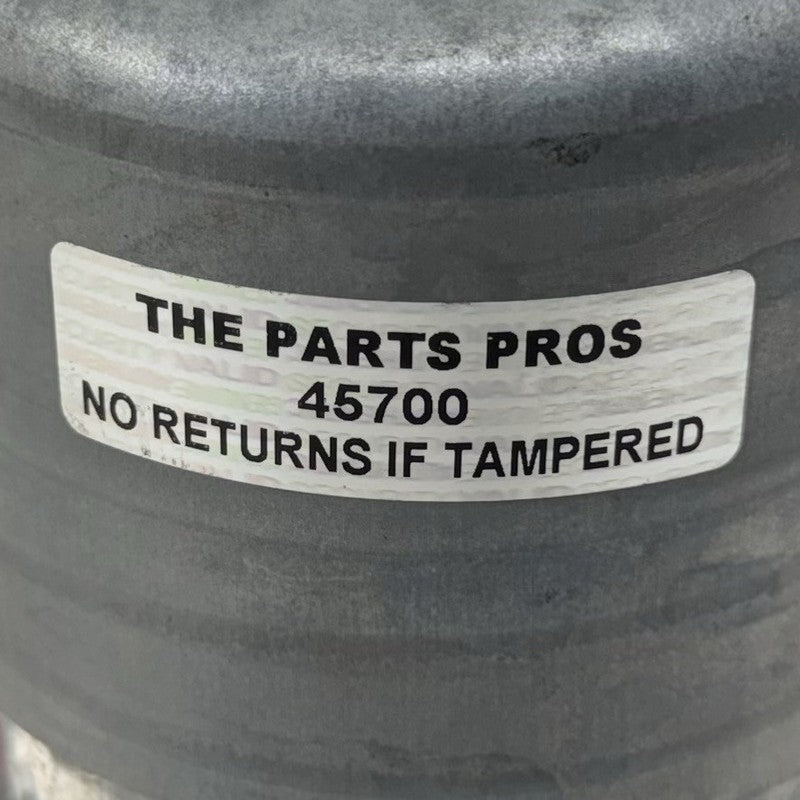 THE PARTS PROS
45700
NO RETURNS IF TAMPERED